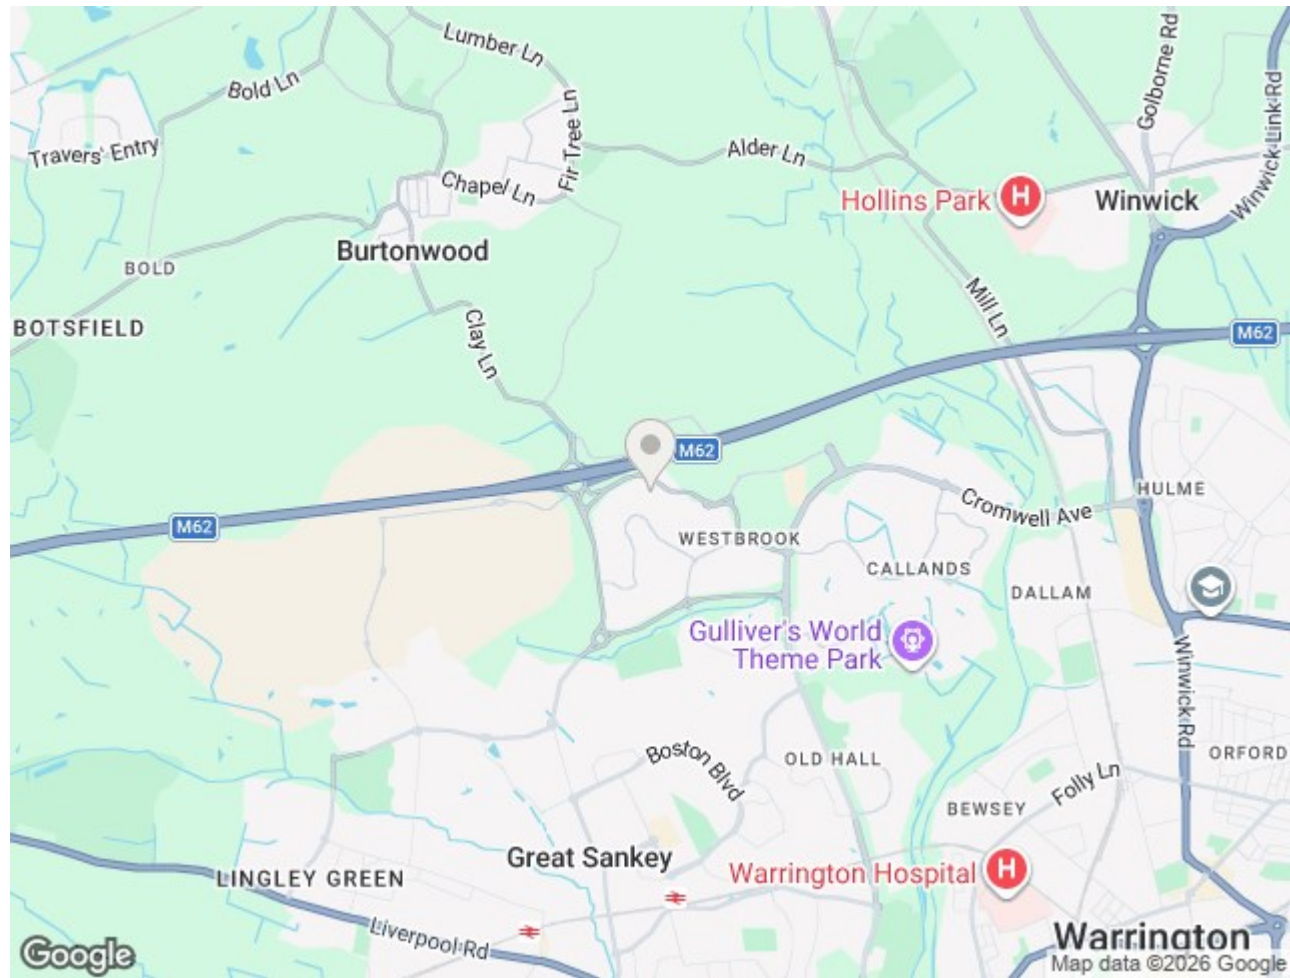 Lumber Ln
Golborne Rd
Bold Ln
Winwick Link Rd
Fir Tree Ln
Travers' Entry
Alder Ln
Chapel Ln
Hollins Park
H
Winwick
Burtonwood
BOLD
Mill Ln
BOTSFIELD
M62
Clay Ln
M62
HULME
Cromwell Ave
M62
WESTBROOK
CALLANDS
DALLAM
Gulliver's World
Theme Park
Winwick Rd
Boston Blvd
OLD HALL
ORFORD
Folly Ln
BEWSEY
Great Sankey
Warrington Hospital
H
LINGLEY GREEN
Liverpool Rd
Warrington
Google
Map data ©2026 Google